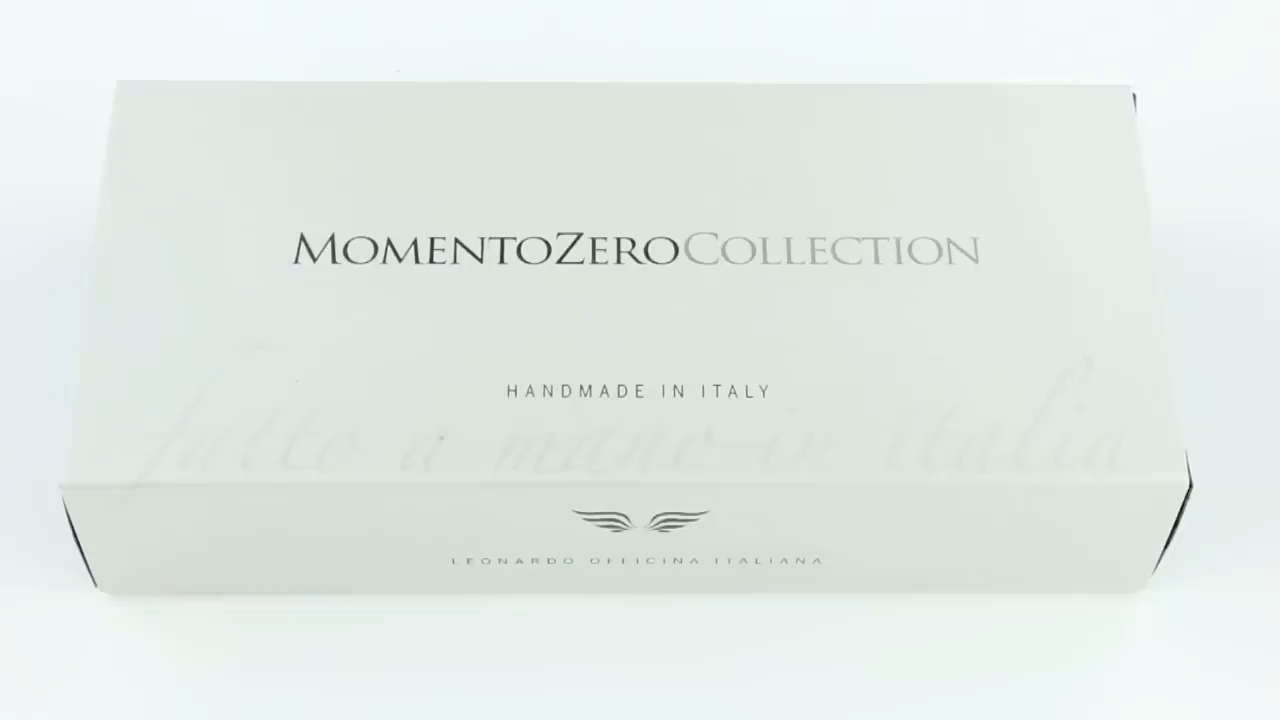 MOMENTOZEROCOLLECTION
HANDMADE IN ITALY
fatto a mano in italia
LEONARDO OFFICINA ITALIANA